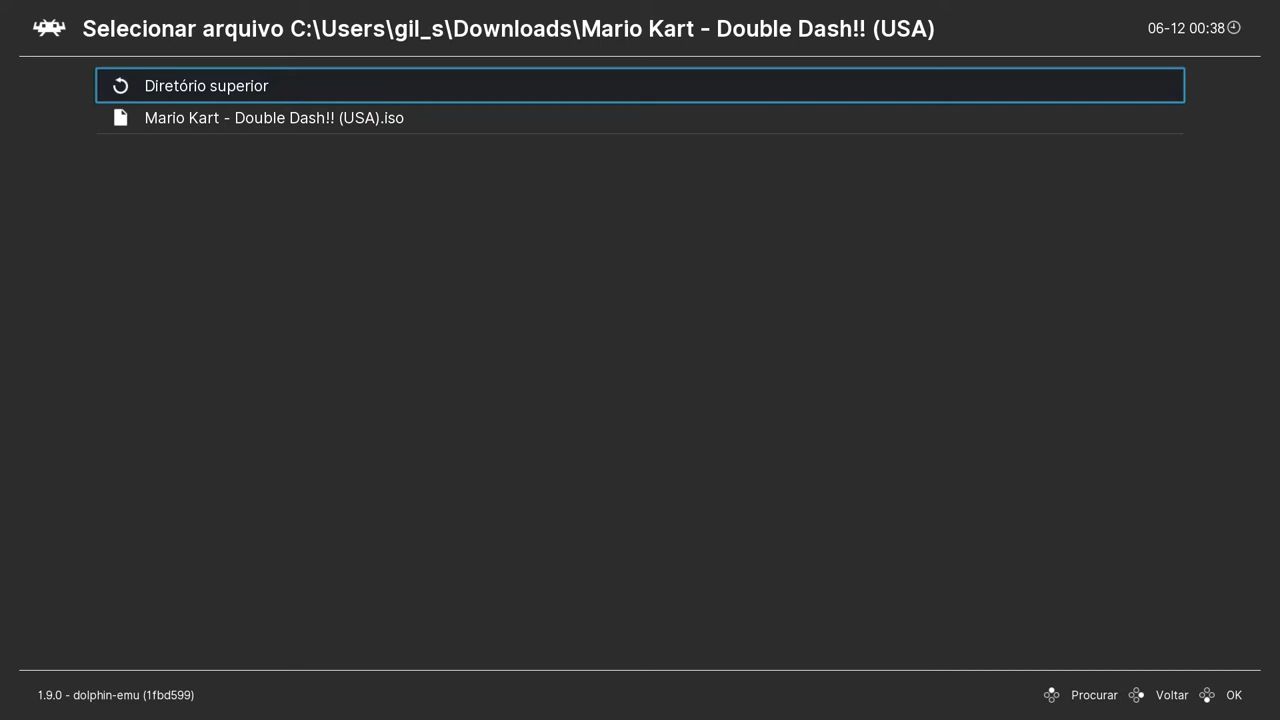 Selecionar arquivo C:\Users\gil_s\Downloads\Mario Kart - Double Dash!! (USA)
06-12 00:38
Diretório superior
Mario Kart - Double Dash!! (USA).iso
1.9.0 - dolphin-emu (1fbd599)
Procurar Voltar OK